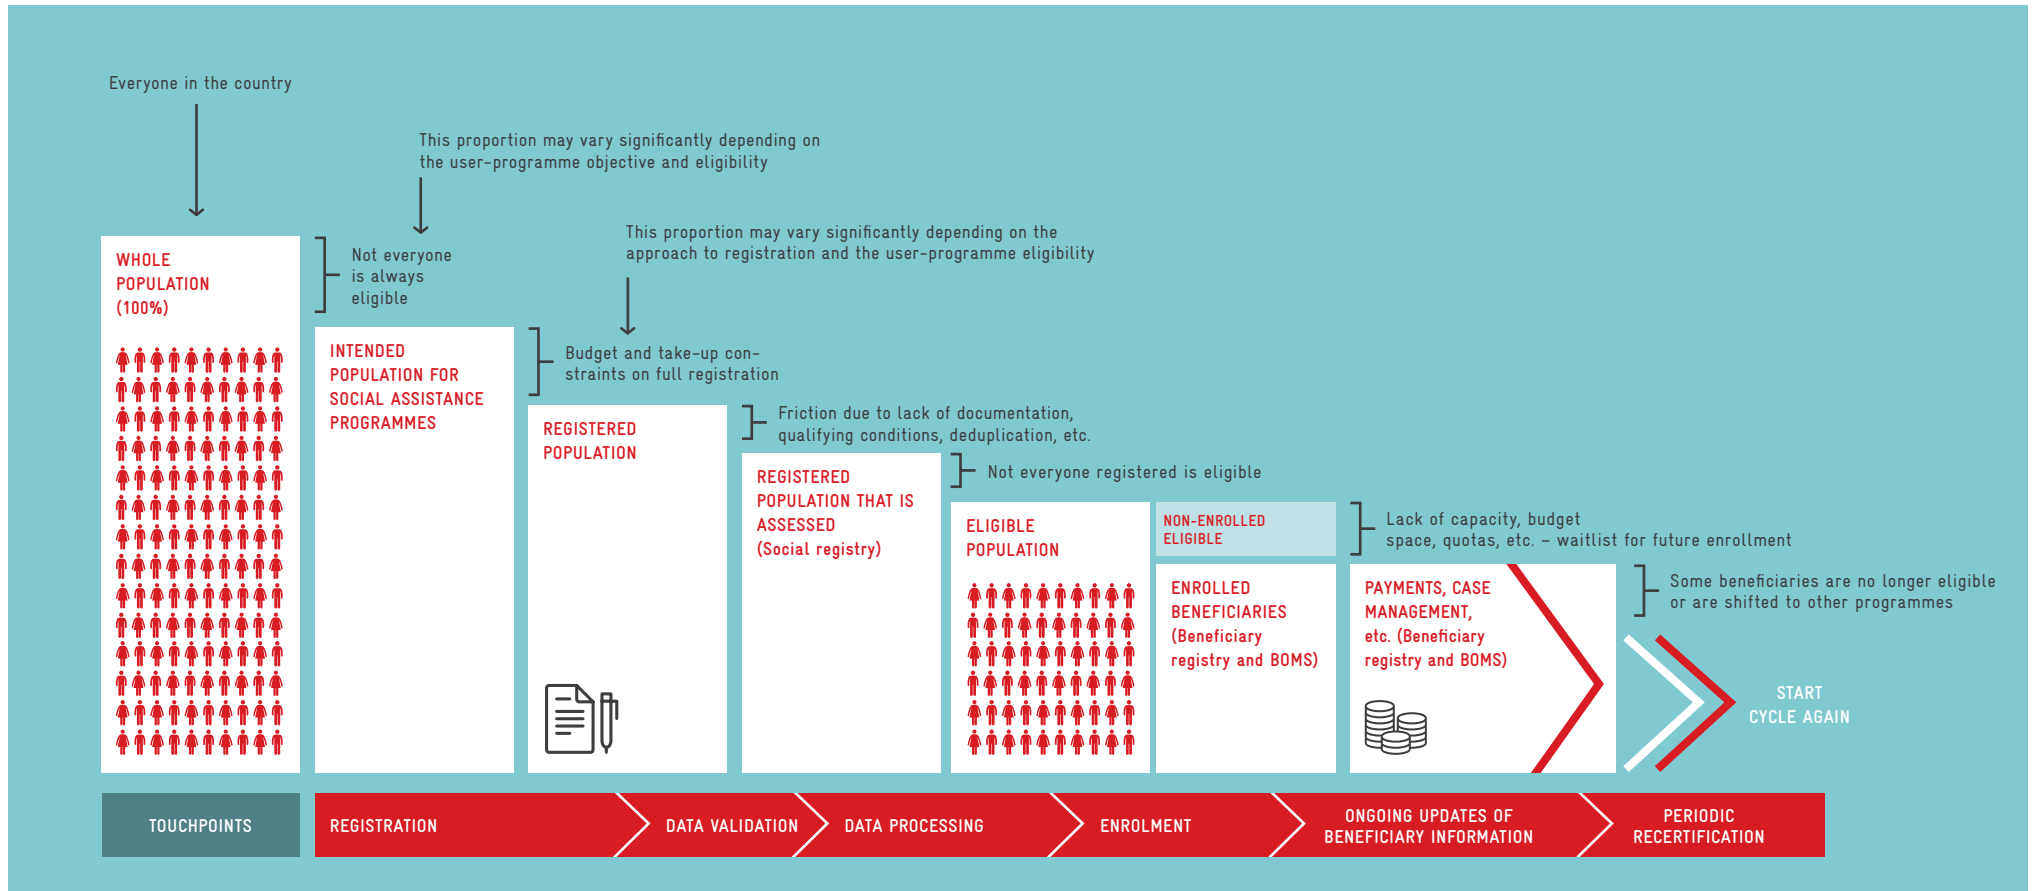 Everyone in the country
This proportion may vary significantly depending on
the user-programme objective and eligibility
This proportion may vary significantly depending on the
approach to registration and the user-programme eligibility
WHOLE
POPULATION
(100%)
Not everyone
is always
eligible
INTENDED
POPULATION FOR
SOCIAL ASSISTANCE
PROGRAMMES
Budget and take-up con-
straints on full registration
REGISTERED
POPULATION
Friction due to lack of documentation,
qualifying conditions, deduplication, etc.
REGISTERED
POPULATION THAT IS
ASSESSED
(Social registry)
Not everyone registered is eligible
ELIGIBLE
POPULATION
NON-ENROLLED
ELIGIBLE
Lack of capacity, budget
space, quotas, etc. – waitlist for future enrollment
ENROLLED
BENEFICIARIES
(Beneficiary
registry and BOMS)
PAYMENTS, CASE
MANAGEMENT,
etc. (Beneficiary
registry and BOMS)
Some beneficiaries are no longer eligible
or are shifted to other programmes
START
CYCLE AGAIN
TOUCHPOINTS
REGISTRATION
DATA VALIDATION
DATA PROCESSING
ENROLMENT
ONGOING UPDATES OF
BENEFICIARY INFORMATION
PERIODIC
RECERTIFICATION